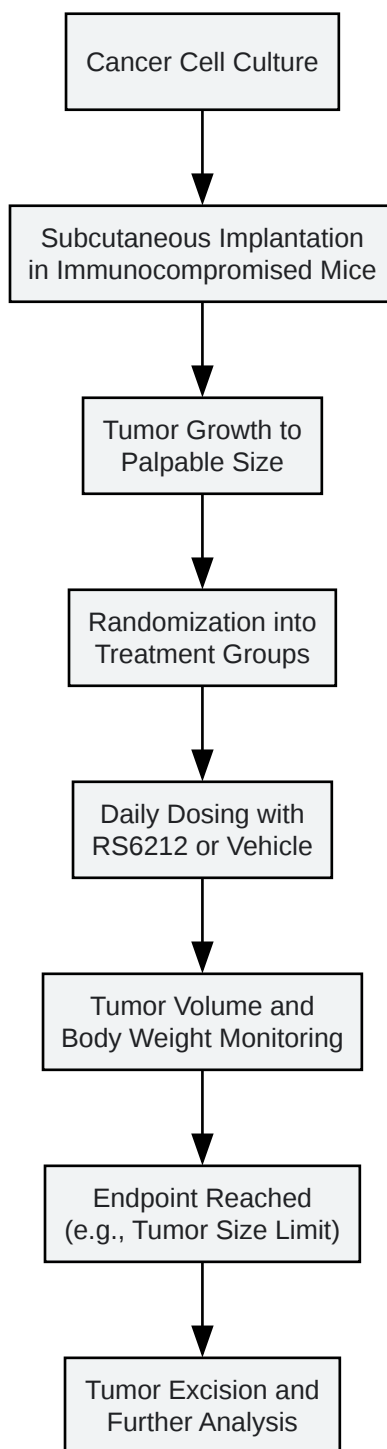 Cancer Cell Culture
Subcutaneous Implantation
in Immunocompromised Mice
Tumor Growth to
Palpable Size
Randomization into
Treatment Groups
Daily Dosing with
RS6212 or Vehicle
Tumor Volume and
Body Weight Monitoring
Endpoint Reached
(e.g., Tumor Size Limit)
Tumor Excision and
Further Analysis